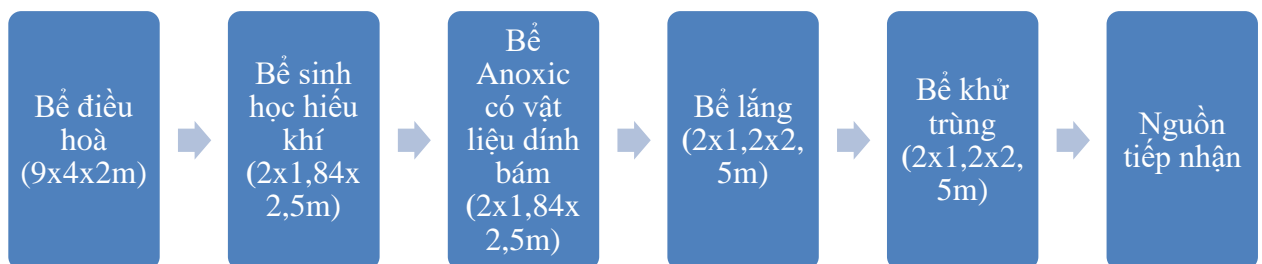 Bể điều
hoà
(9x4x2m)
Bể sinh
học hiếu
khí
(2x1,84x
2,5m)
Bể
Anoxic
có vật
liệu dính
bám
(2x1,84x
2,5m)
Bể lắng
(2x1,2x2,
5m)
Bể khử
trùng
(2x1,2x2,
5m)
Nguồn
tiếp nhận